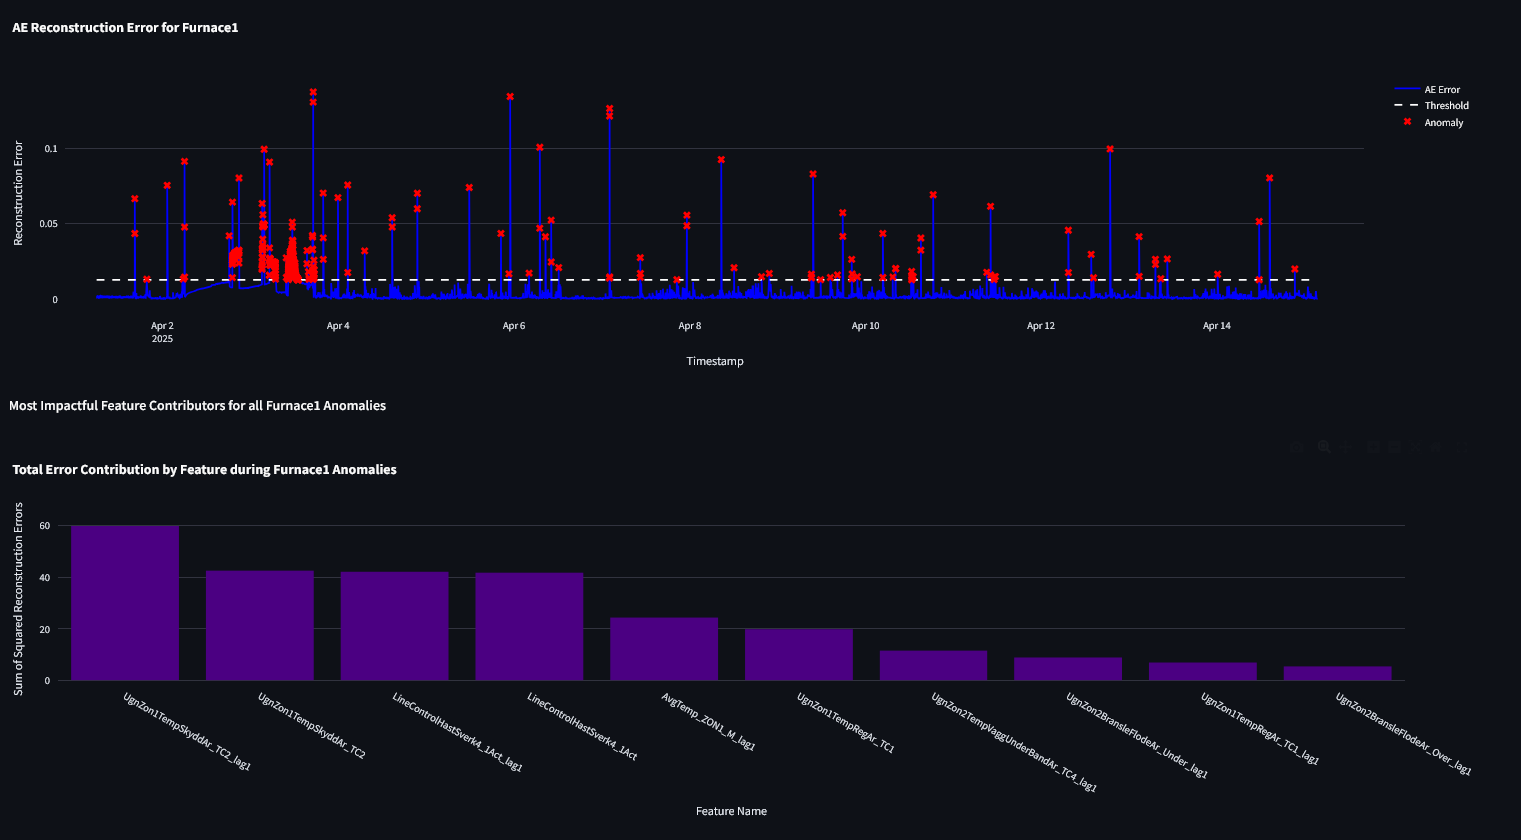 AE Reconstruction Error for Furnace1
AE Error
Threshold
Anomaly
Reconstruction Error
0.1
0.05
0
Apr 2
2025
Apr 4
Apr 6
Apr 8
Apr 10
Apr 12
Apr 14
Timestamp
Most Impactful Feature Contributors for all Furnace1 Anomalies
Total Error Contribution by Feature during Furnace1 Anomalies
Sum of Squared Reconstruction Errors
60
40
20
0
UgnZon1TempSkyddAr_TC2_lag1
UgnZon1TempSkyddAr_TC2
LineControlHastSverk4_1Act_lag1
LineControlHastSverk4_1Act
AvgTemp_ZON1_M_lag1
UgnZon1TempRegAr_TC1
UgnZon2TempVaggUnderBandAr_TC4_lag1
UgnZon2BransleFlodeAr_Under_lag1
UgnZon1TempRegAr_TC1_lag1
UgnZon2BransleFlodeAr_Over_lag1
Feature Name